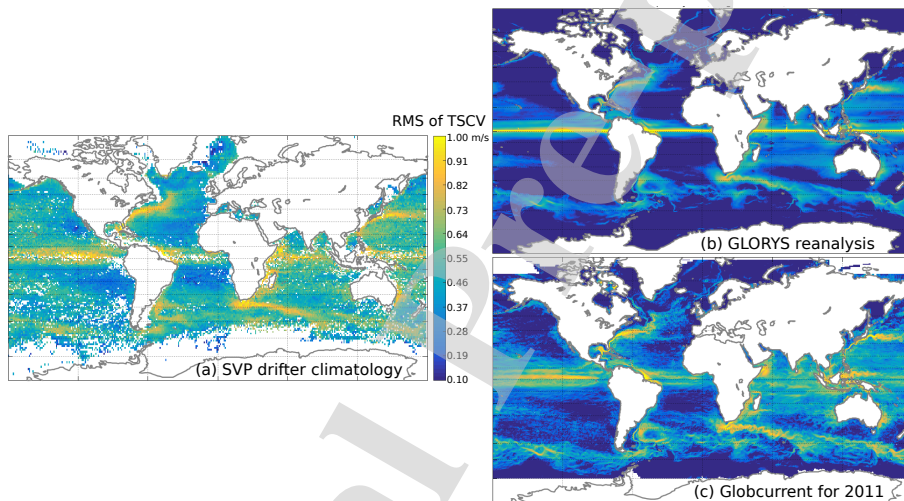 RMS of TSCV
1.00 m/s
0.91
0.82
0.73
0.64
0.55
0.46
0.37
0.28
0.19
0.10
(a) SVP drifter climatology
(b) GLORYS reanalysis
(c) Globcurrent for 2011